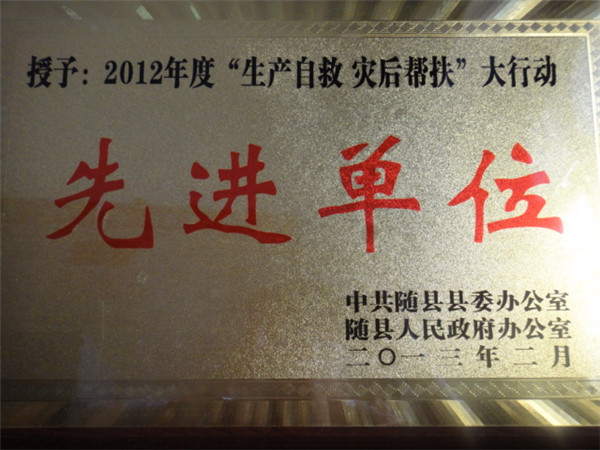 授予：2012年度“生产自救 灾后帮扶”大行动
先进单位
中共随县县委办公室
随县人民政府办公室
二〇一三年二月